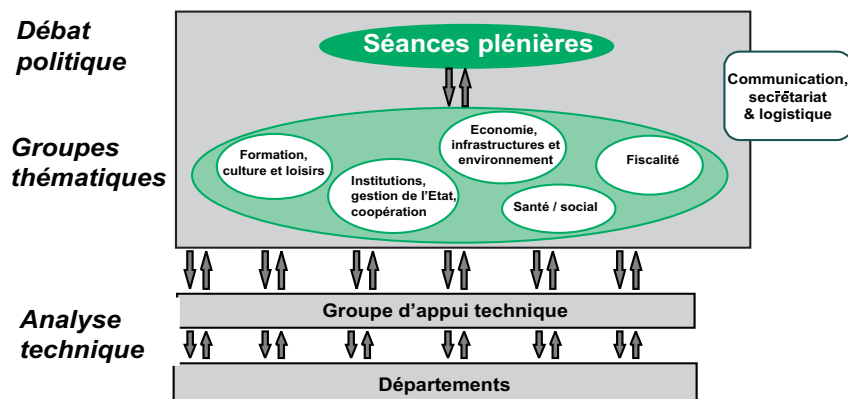 Débat
politique
Séances plénières
Communication,
secrétariat
& logistique
Groupes
thématiques
Formation,
culture et loisirs
Institutions,
gestion de l'Etat,
coopération
Economie,
infrastructures et
environnement
Santé / social
Fiscalité
Analyse
technique
Groupe d'appui technique
Départements